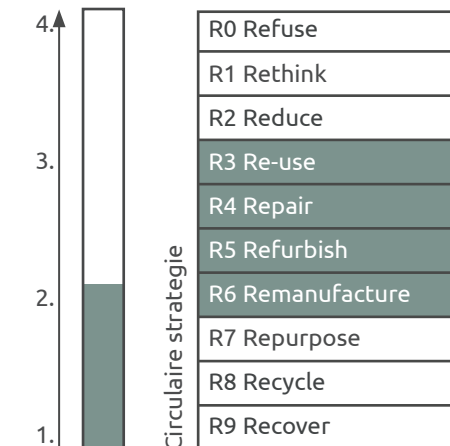 4.
3.
2.
1.
Circulaire strategie
R0 Refuse
R1 Rethink
R2 Reduce
R3 Re-use
R4 Repair
R5 Refurbish
R6 Remanufacture
R7 Repurpose
R8 Recycle
R9 Recover